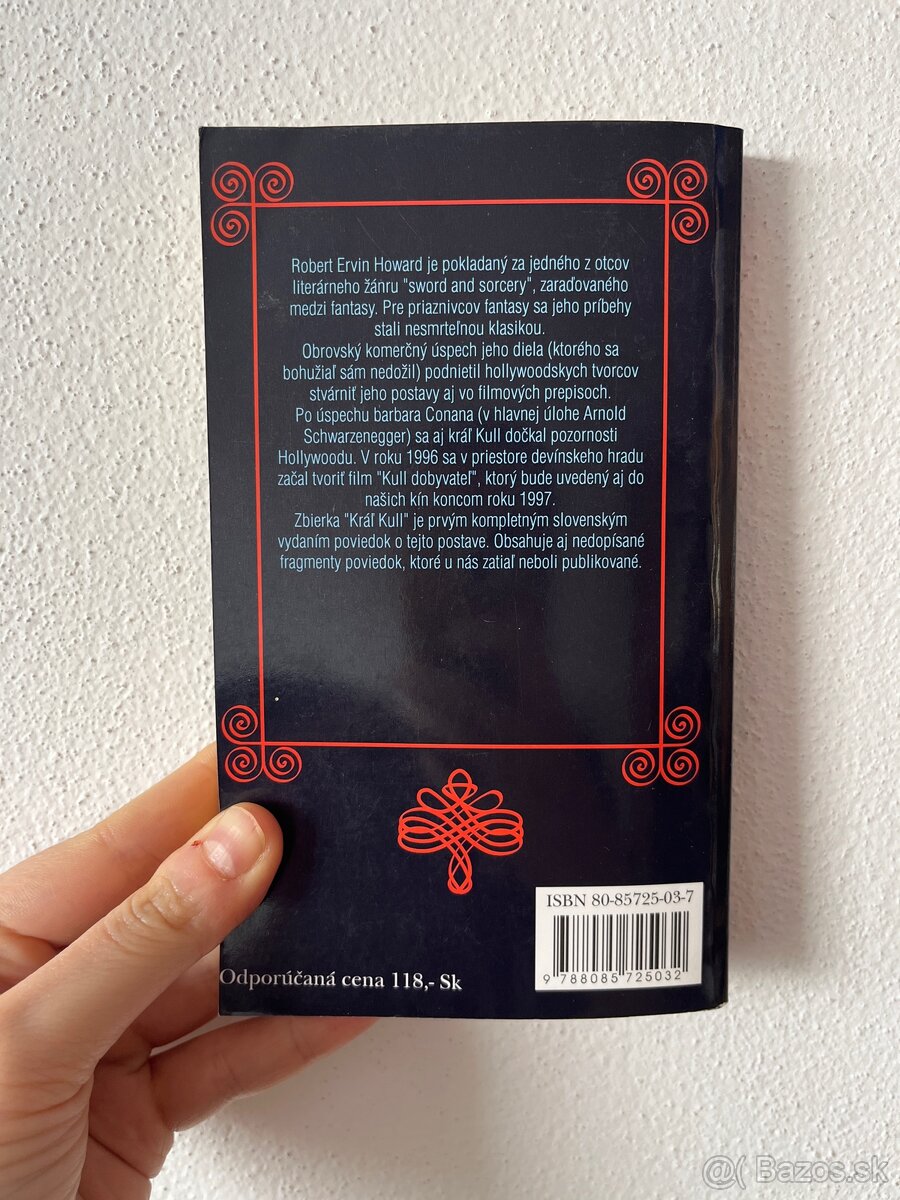 Robert Ervin Howard je pokladaný za jedného z otcov
literárneho žánru "sword and sorcery", zaraďovaného
medzi fantasy. Pre priaznivcov fantasy sa jeho príbehy
stali nesmrteľnou klasikou.
Obrovský komerčný úspech jeho diela (ktorého sa
bohužiaľ sám nedožil) podnietil hollywoodskych tvorcov
stvárniť jeho postavy aj vo filmových prepisoch.
Po úspechu barbara Conana (v hlavnej úlohe Arnold
Schwarzenegger) sa aj kráľ Kull dočkal pozornosti
Hollywoodu. V roku 1996 sa v priestore devínskeho hradu
začal tvoriť film "Kull dobyvateľ", ktorý bude uvedený aj do
našich kín koncom roku 1997.
Zbierka "Kráľ Kull" je prvým kompletným slovenským
vydaním poviedok o tejto postave. Obsahuje aj nedopísané
fragmenty poviedok, ktoré u nás zatiaľ neboli publikované.
ISBN 80-85725-03-7
9 788085 725032
Odporúčaná cena 118,- Sk
@( Bazos.sk